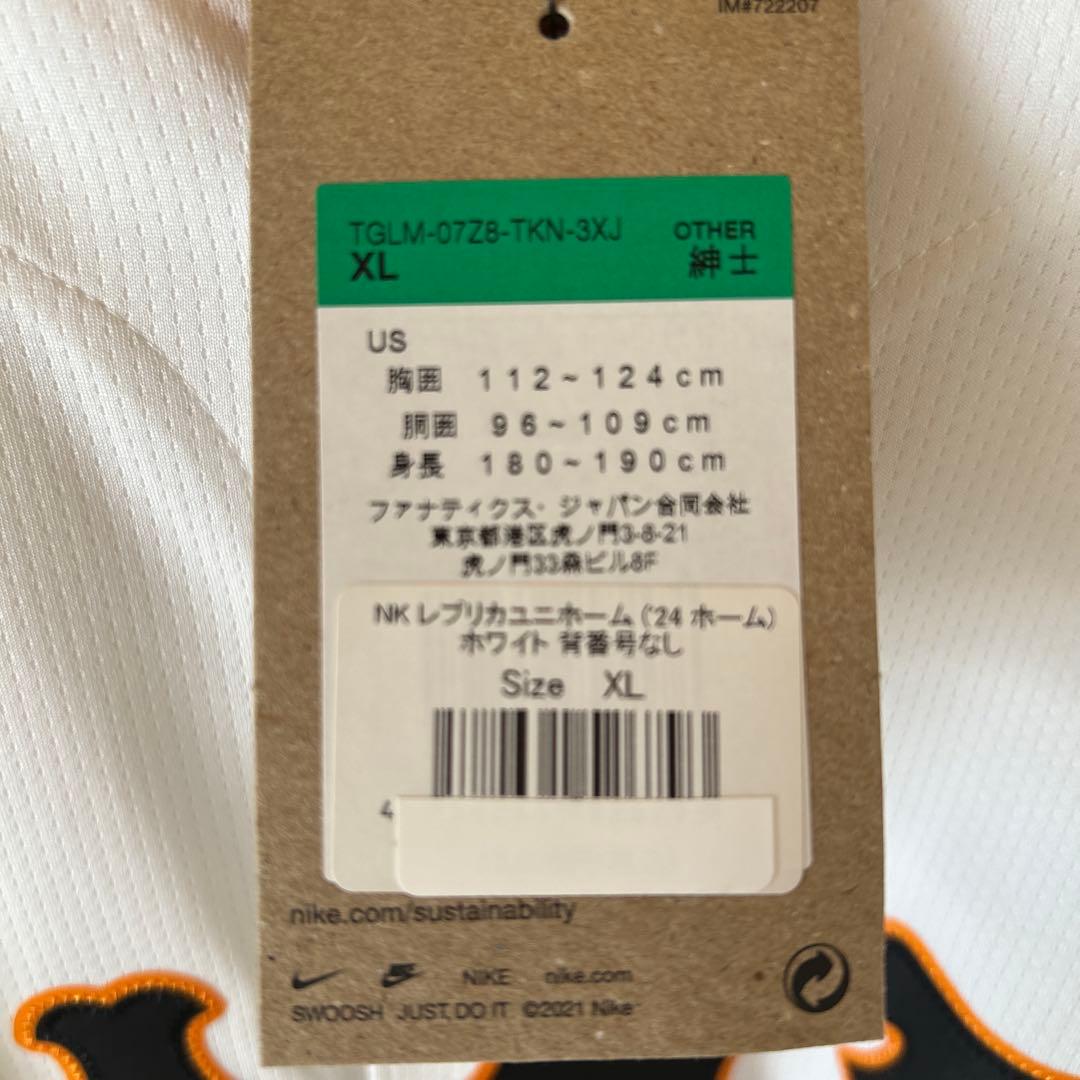 IM#722207
TGLM-07Z8-TKN-3XJ OTHER
XL 紳士
US
胸囲 112~124cm
胴囲 96~109cm
身長 180~190cm
ファナティクス・ジャパン合同会社
東京都港区虎ノ門3-8-21
虎ノ門33森ビル8F
NK レプリカユニホーム ('24 ホーム)
ホワイト 背番号なし
Size XL
4
nike.com/sustainability
NIKE nike.com
SWOOSH JUST DO IT ©2021 Nike